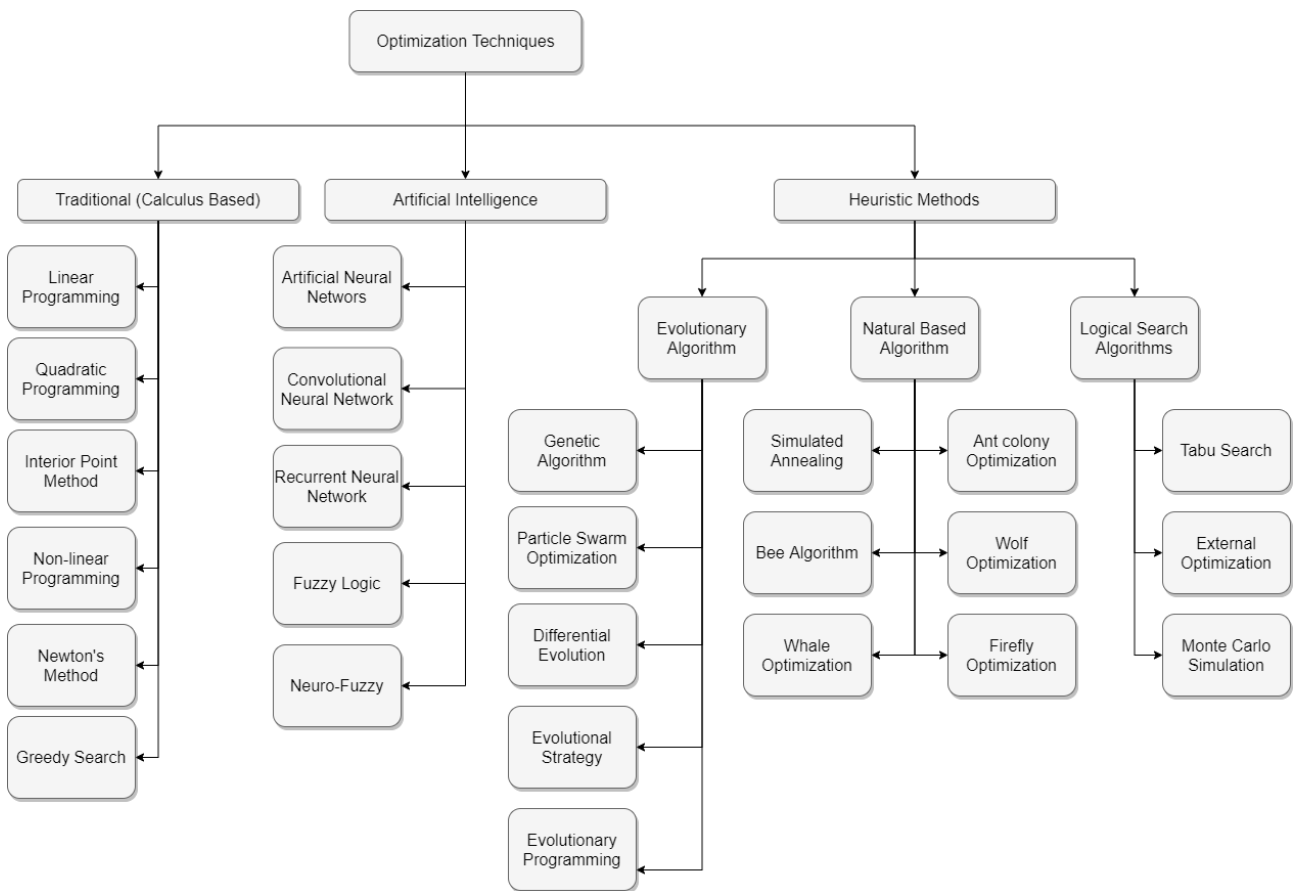 Optimization Techniques
Traditional (Calculus Based)
Artificial Intelligence
Heuristic Methods
Linear
Programming
Quadratic
Programming
Interior Point
Method
Non-linear
Programming
Newton's
Method
Greedy Search
Artificial Neural
Networs
Convolutional
Neural Network
Recurrent Neural
Network
Fuzzy Logic
Neuro-Fuzzy
Evolutionary
Algorithm
Natural Based
Algorithm
Logical Search
Algorithms
Genetic
Algorithm
Particle Swarm
Optimization
Differential
Evolution
Evolutional
Strategy
Evolutionary
Programming
Simulated
Annealing
Ant colony
Optimization
Bee Algorithm
Wolf
Optimization
Whale
Optimization
Firefly
Optimization
Tabu Search
External
Optimization
Monte Carlo
Simulation